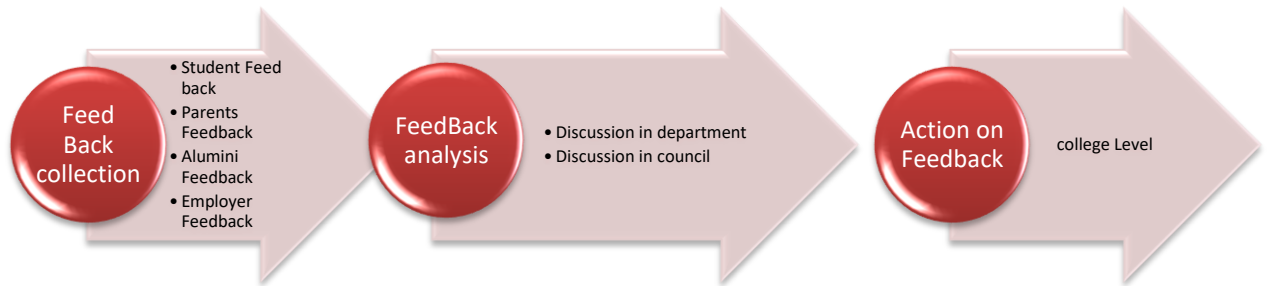 Feed
Back
collection
• Student Feed
back
• Parents
Feedback
• Alumini
Feedback
• Employer
Feedback
FeedBack
analysis
• Discussion in department
• Discussion in council
Action on
Feedback
college Level